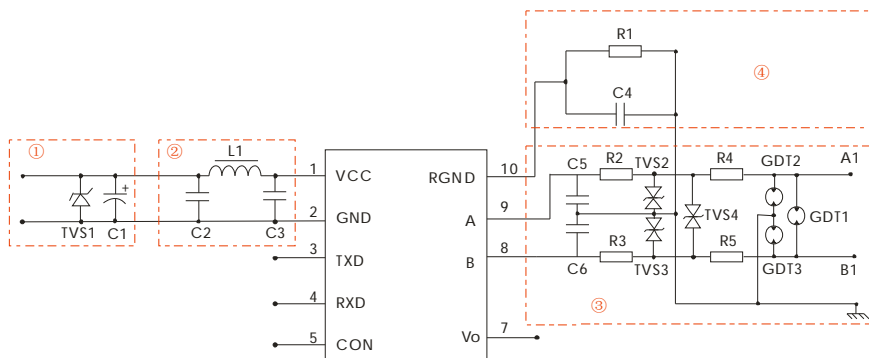 R1
④
C4
①
②
L1
③
TVS1
C1
C2
C3
1
VCC
2
GND
3
TXD
4
RXD
5
CON
10
RGND
9
A
8
B
7
Vo
C5
R2
TVS2
R4
GDT2
A1
TVS4
GDT1
C6
R3
TVS3
R5
GDT3
B1